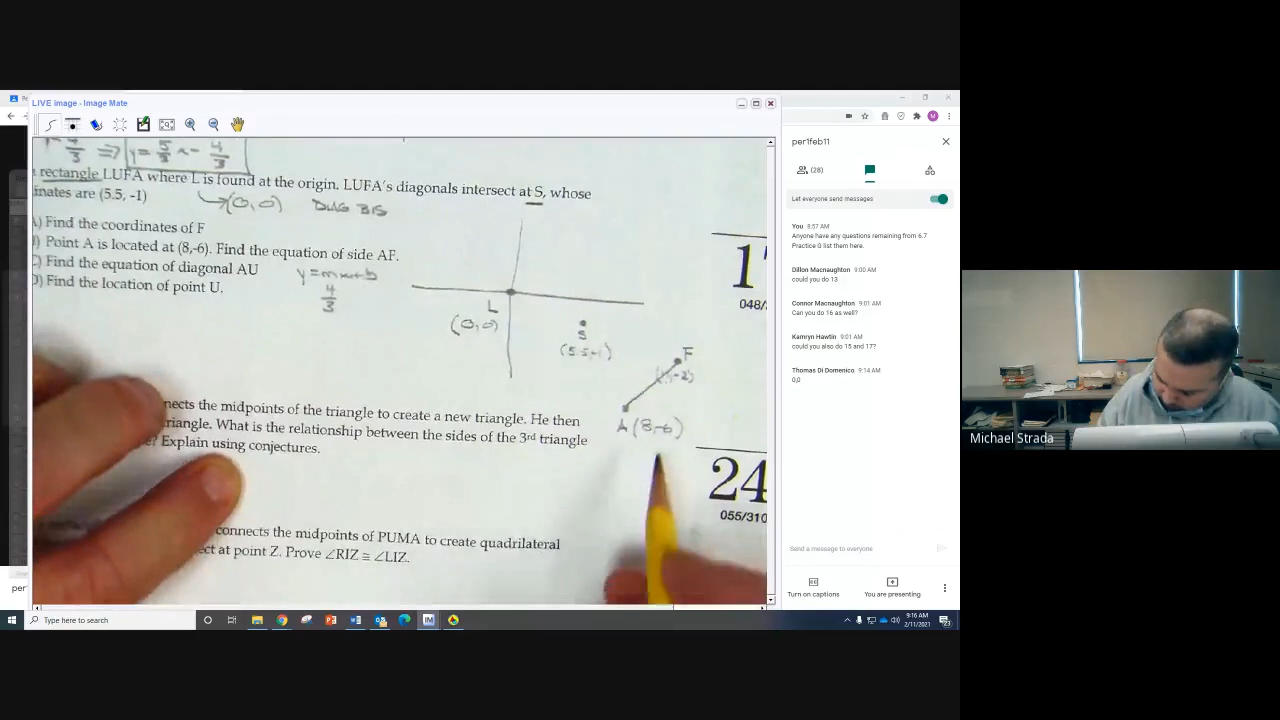 LIVE image - Image Mate
4/3 ⇒ y = 5/3 x - 4/3
rectangle LUFA where L is found at the origin. LUFA's diagonals intersect at S, whose
inates are (5.5, -1)
(0,0) DIAG BIS
A) Find the coordinates of F
Point A is located at (8,-6). Find the equation of side AF.
C) Find the equation of diagonal AU
D) Find the location of point U.
y=mx+b
4/3
L
(0,0)
S
(5.5,-1)
F
A (8,-6)
17
048/
nects the midpoints of the triangle to create a new triangle. He then
riangle. What is the relationship between the sides of the 3rd triangle
? Explain using conjectures.
24
055/310
connects the midpoints of PUMA to create quadrilateral
ect at point Z. Prove ∠RIZ ≅ ∠LIZ.
per1feb11
(28)
Let everyone send messages
You 8:57 AM
Anyone have any questions remaining from 6.7
Practice G list them here.
Dillon Macnaughton 9:00 AM
could you do 13
Connor Macnaughton 9:01 AM
Can you do 16 as well?
Kamryn Hawtin 9:01 AM
could you also do 15 and 17?
Thomas Di Domenico 9:14 AM
0,0
Send a message to everyone
Turn on captions
You are presenting
Michael Strada
per
Type here to search
9:16 AM
2/11/2021